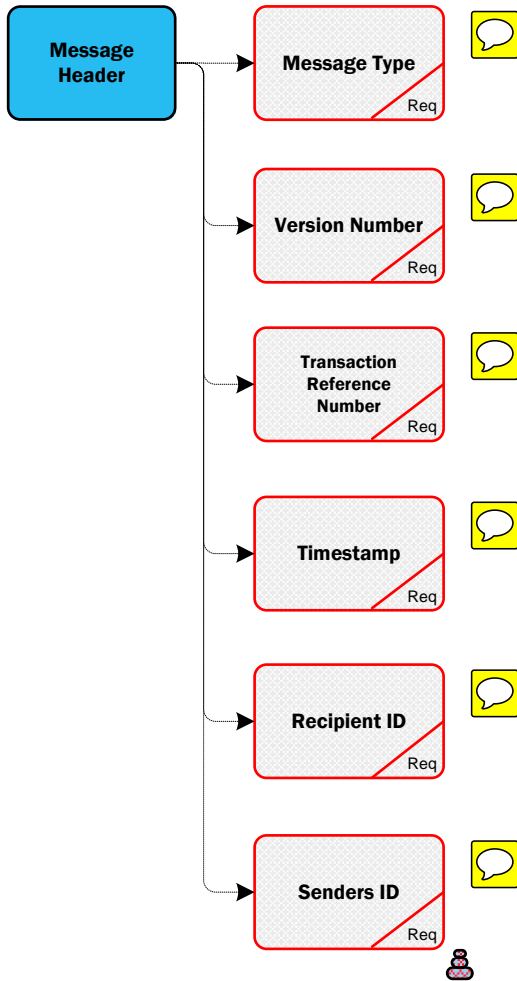 Message
Header
Message Type
Req
Version Number
Req
Transaction
Reference
Number
Req
Timestamp
Req
Recipient ID
Req
Senders ID
Req